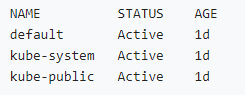 NAME STATUS AGE
default Active 1d
kube-system Active 1d
kube-public Active 1d